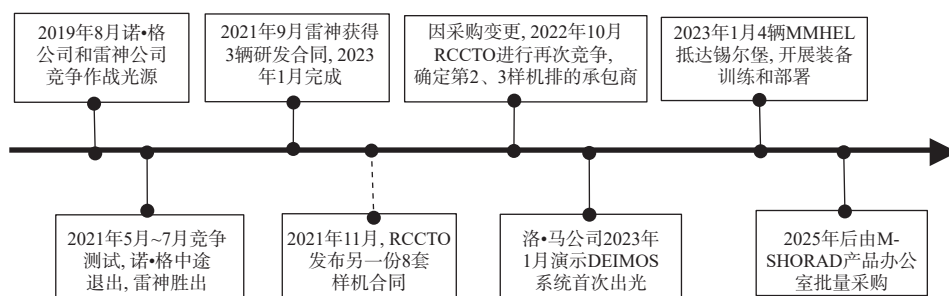 2019年8月诺•格
公司和雷神公司
竞争作战光源
2021年9月雷神获得
3辆研发合同, 2023
年1月完成
因采购变更, 2022年10月
RCCTO进行再次竞争,
确定第2、3样机排的承包商
2023年1月4辆MMHEL
抵达锡尔堡, 开展装备
训练和部署
2021年5月~7月竞争
测试, 诺•格中途
退出, 雷神胜出
2021年11月, RCCTO
发布另一份8套
样机合同
洛•马公司2023年
1月演示DEIMOS
系统首次出光
2025年后由M-
SHORAD产品办公
室批量采购